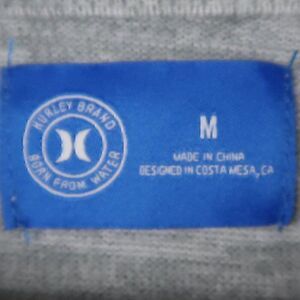 HURLEY BRAND
BORN FROM WATER
M
MADE IN CHINA
DESIGNED IN COSTA MESA, CA